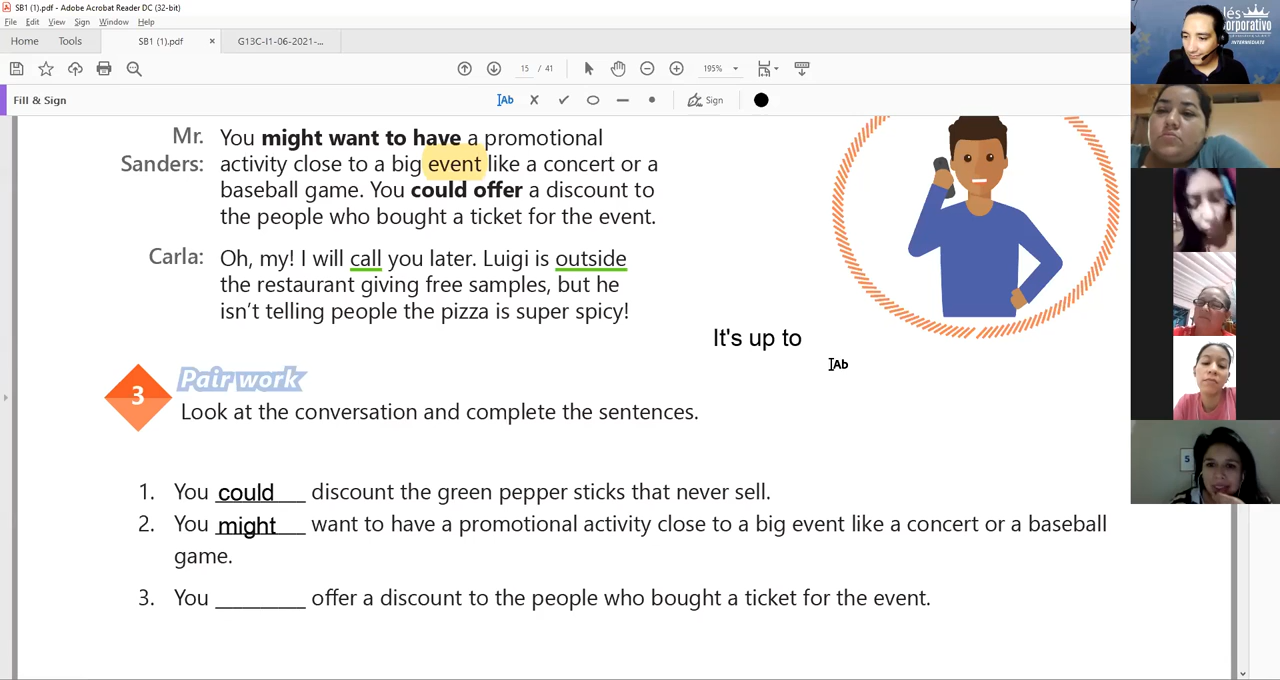 SB1 (1).pdf - Adobe Acrobat Reader DC (32-bit)
File Edit View Sign Window Help
Home Tools SB1 (1).pdf × G13C-I1-06-2021-...
15 / 41 195%
Fill & Sign Ab Sign
Mr. Sanders: You might want to have a promotional
activity close to a big event like a concert or a
baseball game. You could offer a discount to
the people who bought a ticket for the event.
Carla: Oh, my! I will call you later. Luigi is outside
the restaurant giving free samples, but he
isn't telling people the pizza is super spicy!
It's up to
Ab
3 Pair work
Look at the conversation and complete the sentences.
1. You could discount the green pepper sticks that never sell.
2. You might want to have a promotional activity close to a big event like a concert or a baseball
game.
3. You ________ offer a discount to the people who bought a ticket for the event.
lés
orporativo
INTERMEDIATE
S